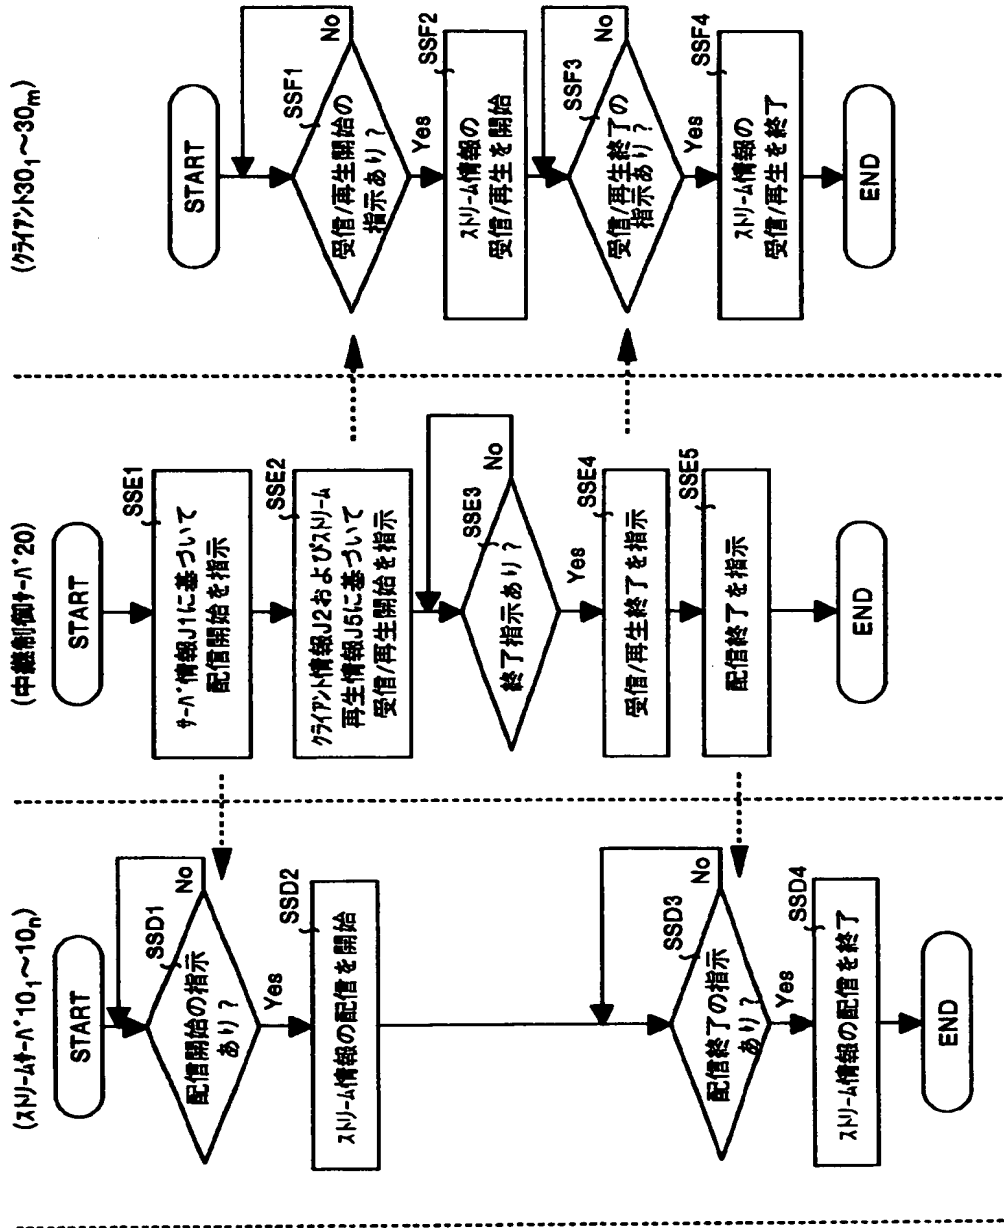 (ストリームサーバ10₁～10ₙ)
START
配信開始の指示
あり？
SSD1
No
Yes
ストリーム情報の配信を開始
SSD2
配信終了の指示
あり？
SSD3
No
Yes
ストリーム情報の配信を終了
SSD4
END
(中継制御サーバ20)
START
サーバ情報J1に基づいて
配信開始を指示
SSE1
クライアント情報J2およびストリーム
再生情報J5に基づいて
受信/再生開始を指示
SSE2
終了指示あり？
SSE3
No
Yes
受信/再生終了を指示
SSE4
配信終了を指示
SSE5
END
(クライアント30₁～30ₘ)
START
受信/再生開始の
指示あり？
SSF1
No
Yes
ストリーム情報の
受信/再生を開始
SSF2
受信/再生終了の
指示あり？
SSF3
No
Yes
ストリーム情報の
受信/再生を終了
SSF4
END